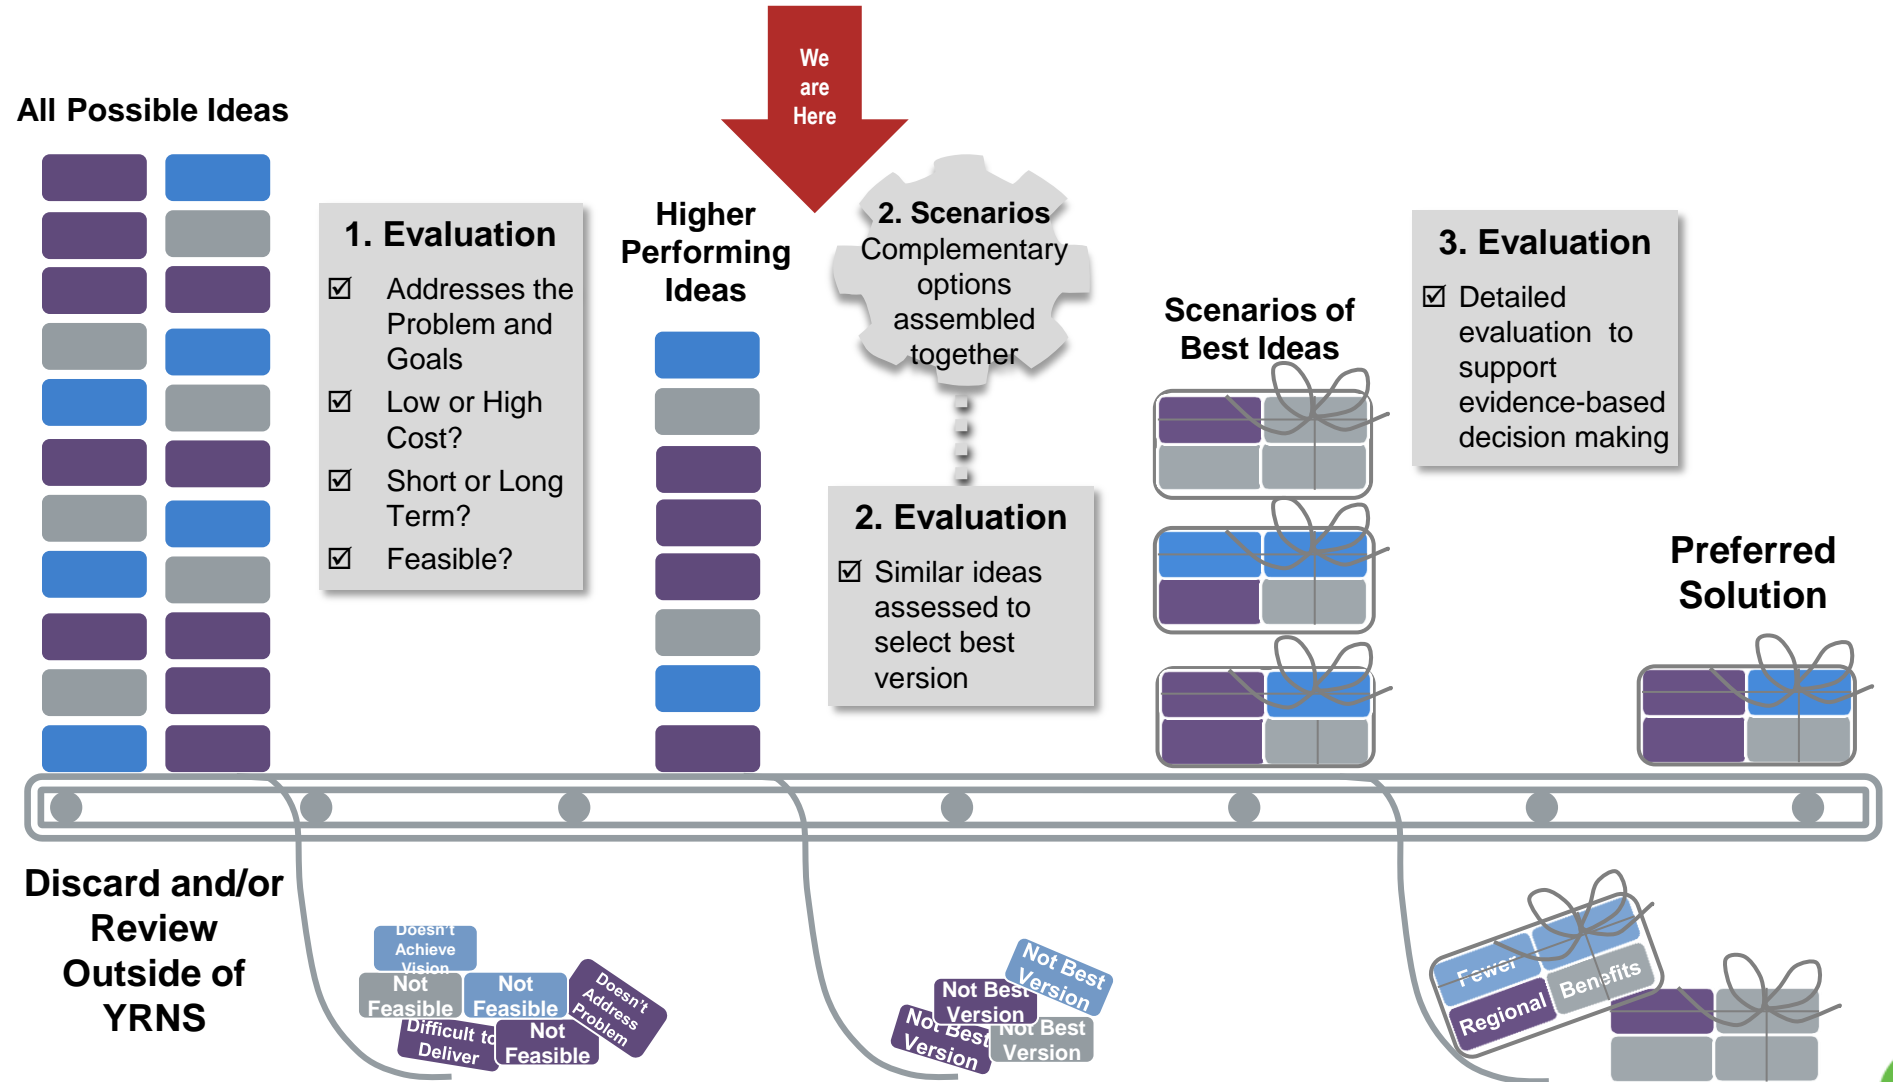 We
are
Here
All Possible Ideas
1. Evaluation
☑ Addresses the
Problem and
Goals
☑ Low or High
Cost?
☑ Short or Long
Term?
☑ Feasible?
Higher
Performing
Ideas
2. Scenarios
Complementary
options
assembled
together
2. Evaluation
☑ Similar ideas
assessed to
select best
version
Scenarios of
Best Ideas
3. Evaluation
☑ Detailed
evaluation to
support
evidence-based
decision making
Preferred
Solution
Discard and/or
Review
Outside of
YRNS
Doesn't
Achieve
Vision
Not
Feasible
Not
Feasible
Doesn't
Address
Problem
Difficult to
Deliver
Not
Feasible
Not Best
Version
Not Best
Version
Not Best
Version
Not Best
Version
Fewer
Regional
Benefits